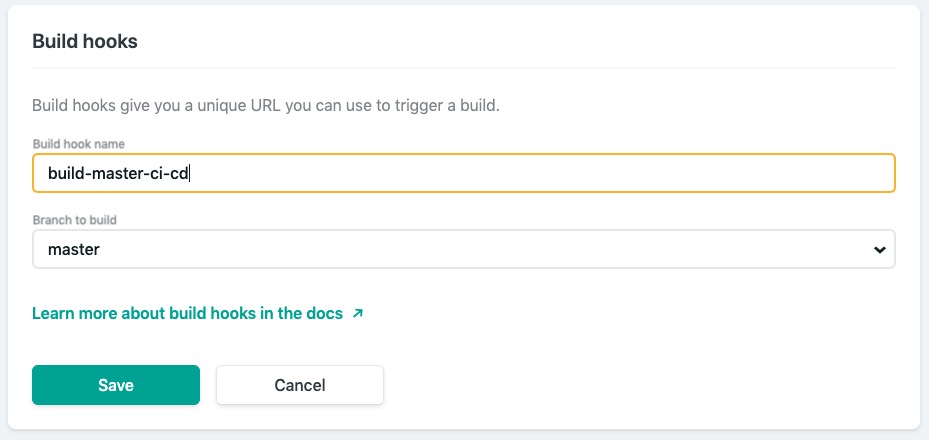 Build hooks
Build hooks give you a unique URL you can use to trigger a build.
Build hook name
build-master-ci-cd
Branch to build
master
Learn more about build hooks in the docs ↗
Save
Cancel